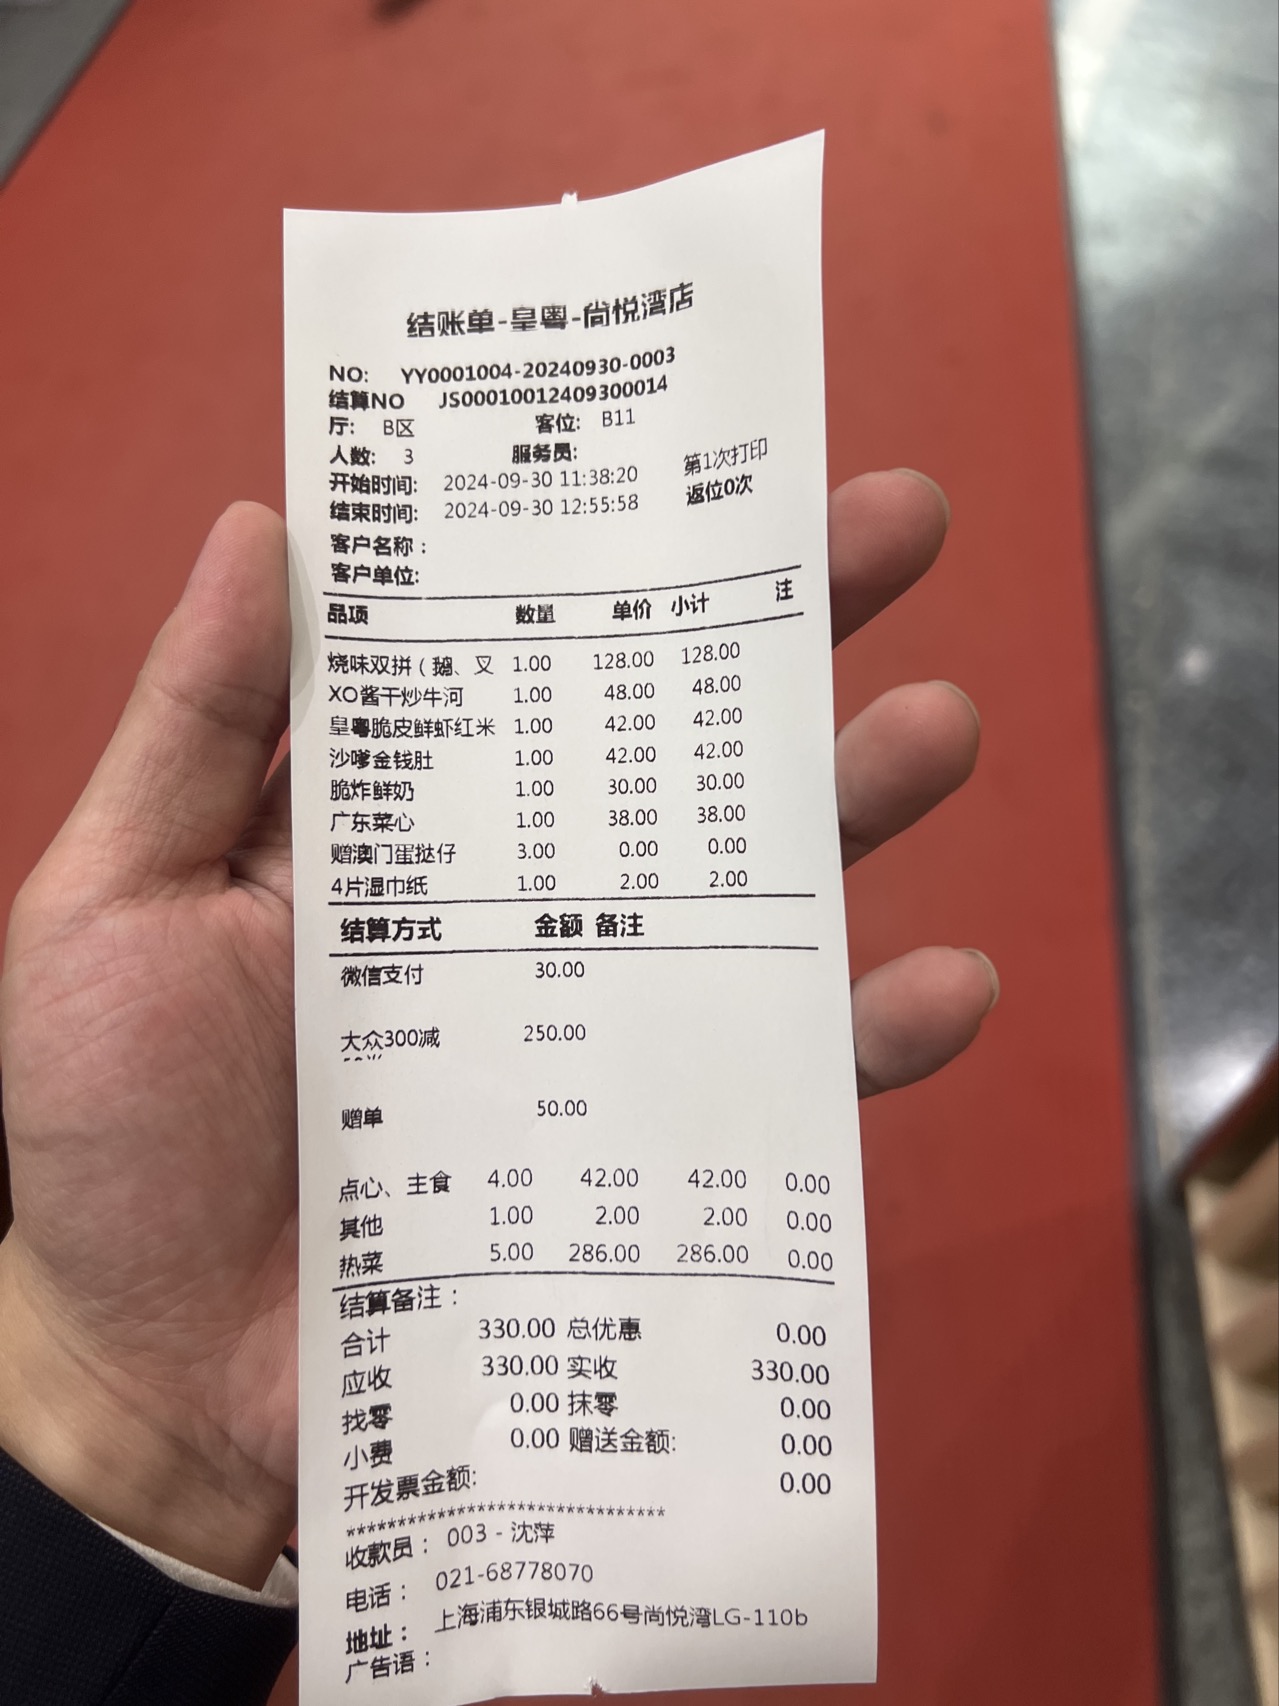 结账单-皇粤-尚悦湾店
NO: YY0001004-20240930-0003
结算NO JS00010012409300014
厅: B区 客位: B11
人数: 3 服务员:
第1次打印
开始时间: 2024-09-30 11:38:20
返位0次
结束时间: 2024-09-30 12:55:58
客户名称：
客户单位:
品项 数量 单价 小计 注
烧味双拼（鹅、叉 1.00 128.00 128.00
XO酱干炒牛河 1.00 48.00 48.00
皇粤脆皮鲜虾红米 1.00 42.00 42.00
沙嗲金钱肚 1.00 42.00 42.00
脆炸鲜奶 1.00 30.00 30.00
广东菜心 1.00 38.00 38.00
赠澳门蛋挞仔 3.00 0.00 0.00
4片湿巾纸 1.00 2.00 2.00
结算方式 金额 备注
微信支付 30.00
大众300减 250.00
赠单 50.00
点心、主食 4.00 42.00 42.00 0.00
其他 1.00 2.00 2.00 0.00
热菜 5.00 286.00 286.00 0.00
结算备注：
合计 330.00 总优惠 0.00
应收 330.00 实收 330.00
找零 0.00 抹零 0.00
小费 0.00 赠送金额: 0.00
开发票金额: 0.00
*******************************
收款员： 003 - 沈萍
电话： 021-68778070
地址： 上海浦东银城路66号尚悦湾LG-110b
广告语：